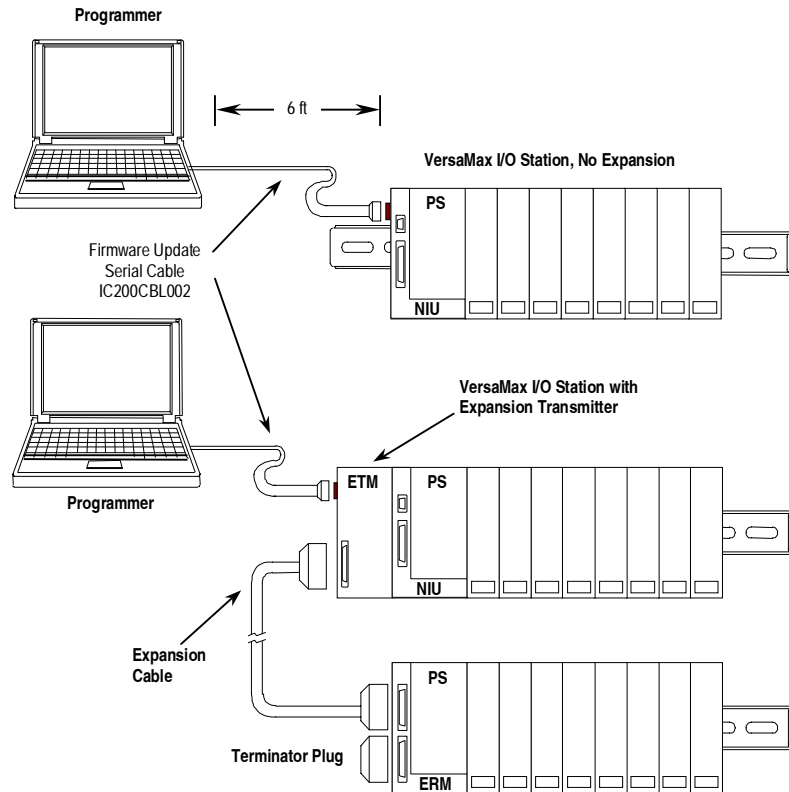 Programmer
6 ft
VersaMax I/O Station, No Expansion
PS
Firmware Update
Serial Cable
IC200CBL002
NIU
VersaMax I/O Station with
Expansion Transmitter
ETM
PS
Programmer
NIU
Expansion
Cable
PS
Terminator Plug
ERM